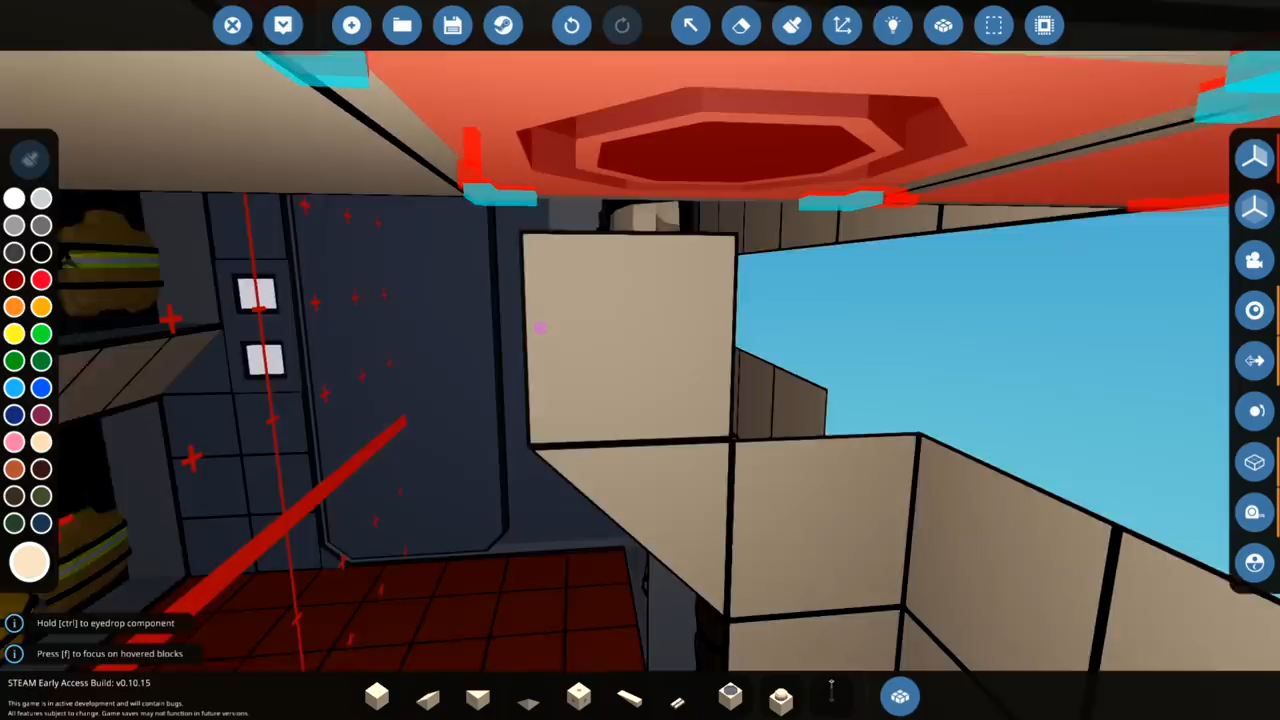 Hold [ctrl] to eyedrop component
Press [f] to focus on hovered blocks
STEAM Early Access Build: v0.10.15
This game is in active development and will contain bugs.
All features subject to change. Game saves may not function in future versions.